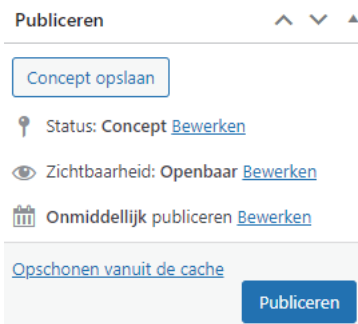 Publiceren
Concept opslaan
Status: Concept Bewerken
Zichtbaarheid: Openbaar Bewerken
Onmiddellijk publiceren Bewerken
Opschonen vanuit de cache
Publiceren